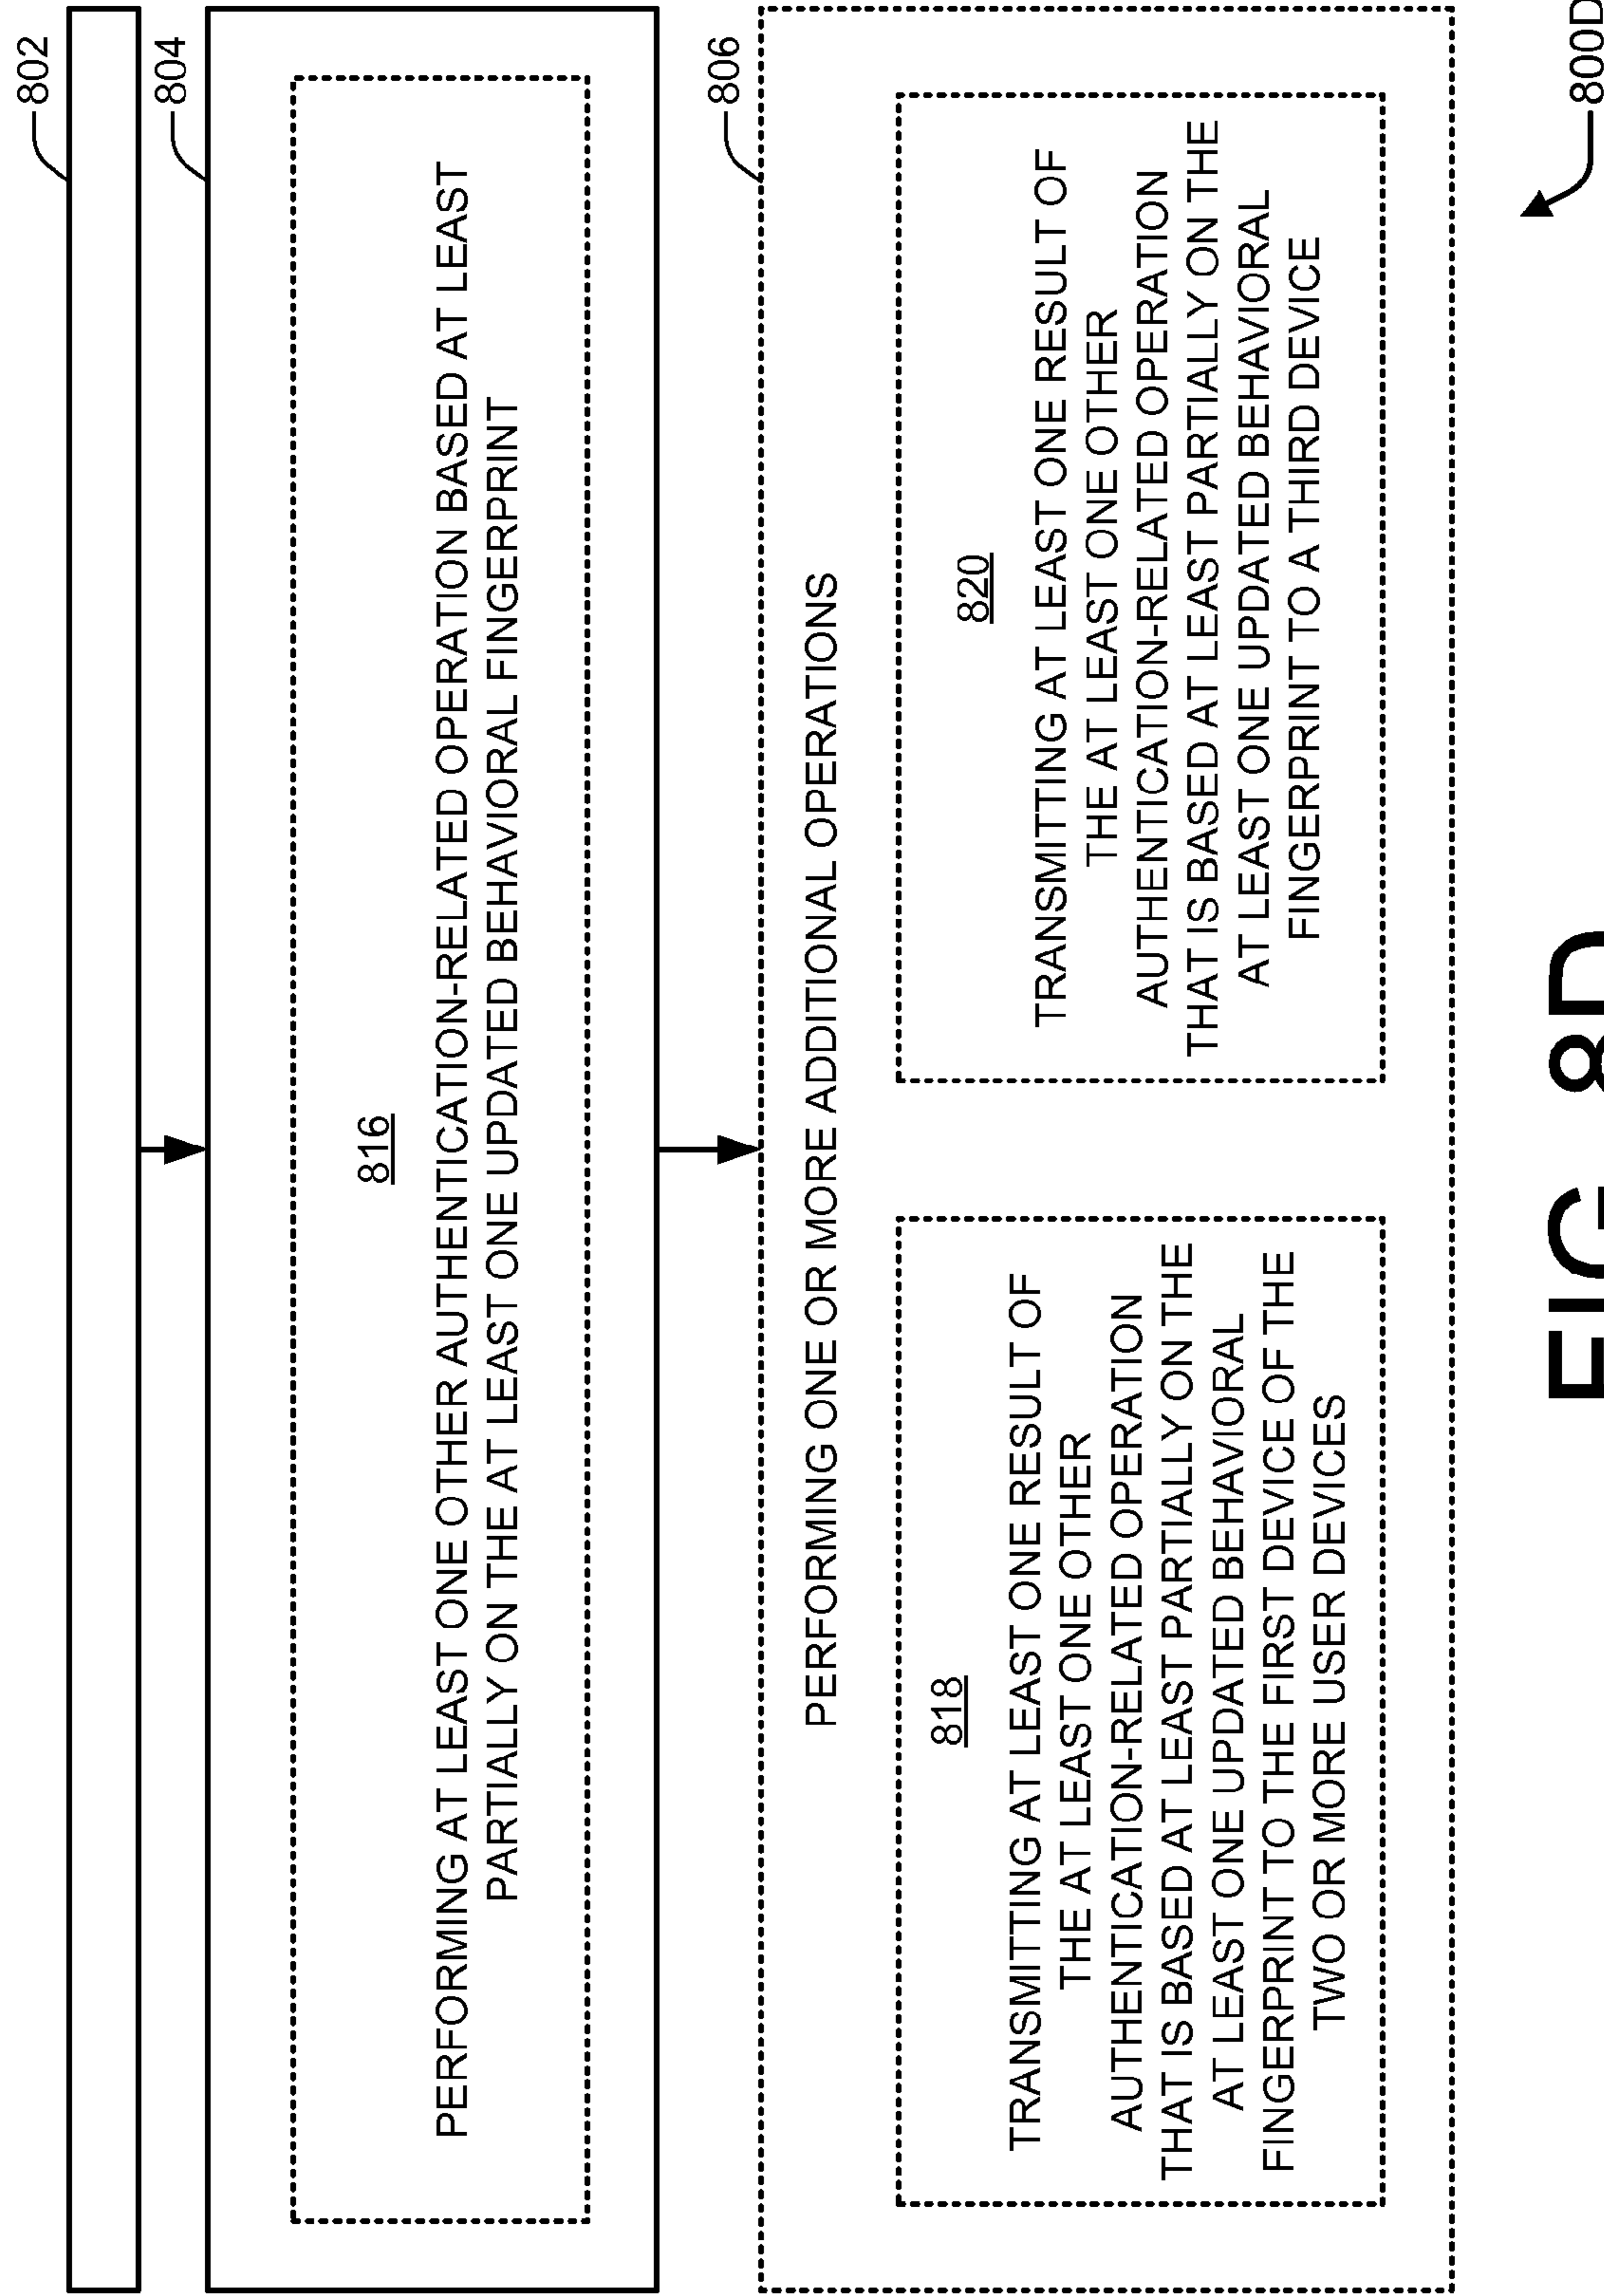 802
804
816
PERFORMING AT LEAST ONE OTHER AUTHENTICATION-RELATED OPERATION BASED AT LEAST
PARTIALLY ON THE AT LEAST ONE UPDATED BEHAVIORAL FINGERPRINT
806
PERFORMING ONE OR MORE ADDITIONAL OPERATIONS
818
TRANSMITTING AT LEAST ONE RESULT OF
THE AT LEAST ONE OTHER
AUTHENTICATION-RELATED OPERATION
THAT IS BASED AT LEAST PARTIALLY ON THE
AT LEAST ONE UPDATED BEHAVIORAL
FINGERPRINT TO THE FIRST DEVICE OF THE
TWO OR MORE USER DEVICES
820
TRANSMITTING AT LEAST ONE RESULT OF
THE AT LEAST ONE OTHER
AUTHENTICATION-RELATED OPERATION
THAT IS BASED AT LEAST PARTIALLY ON THE
AT LEAST ONE UPDATED BEHAVIORAL
FINGERPRINT TO A THIRD DEVICE
800D
FIG 8D